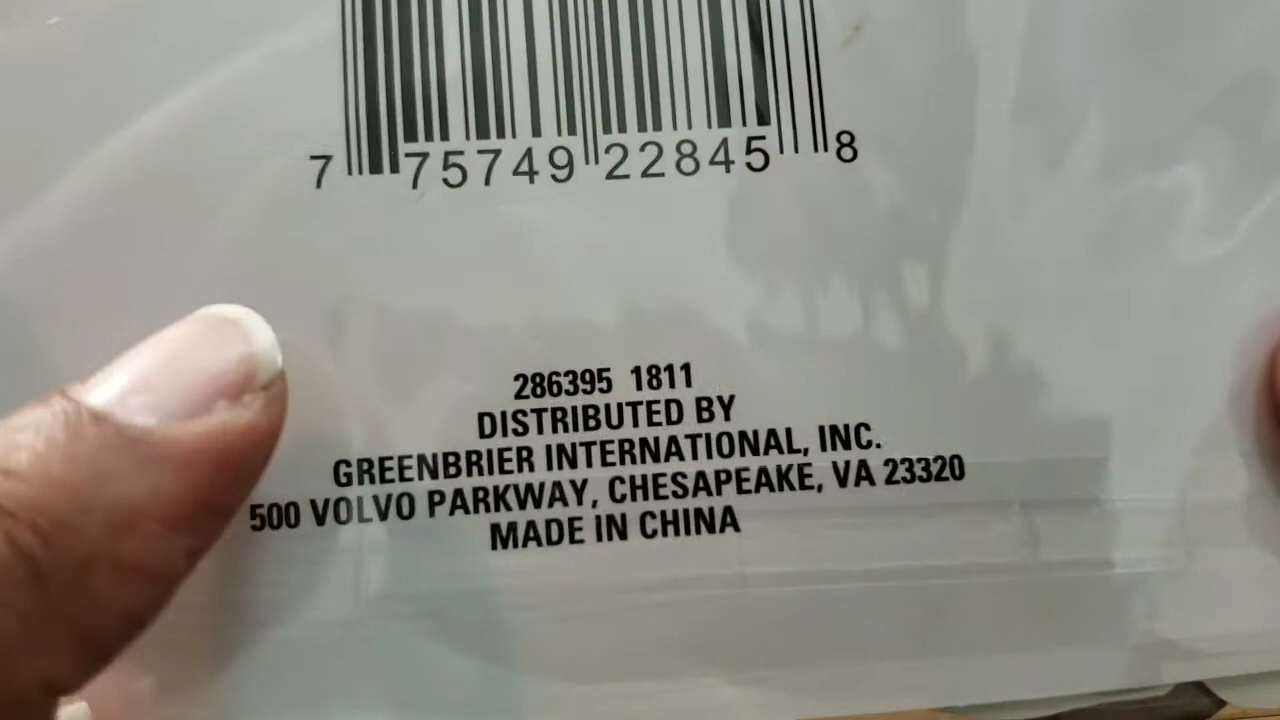 7 75749 22845 8
286395 1811
DISTRIBUTED BY
GREENBRIER INTERNATIONAL, INC.
500 VOLVO PARKWAY, CHESAPEAKE, VA 23320
MADE IN CHINA